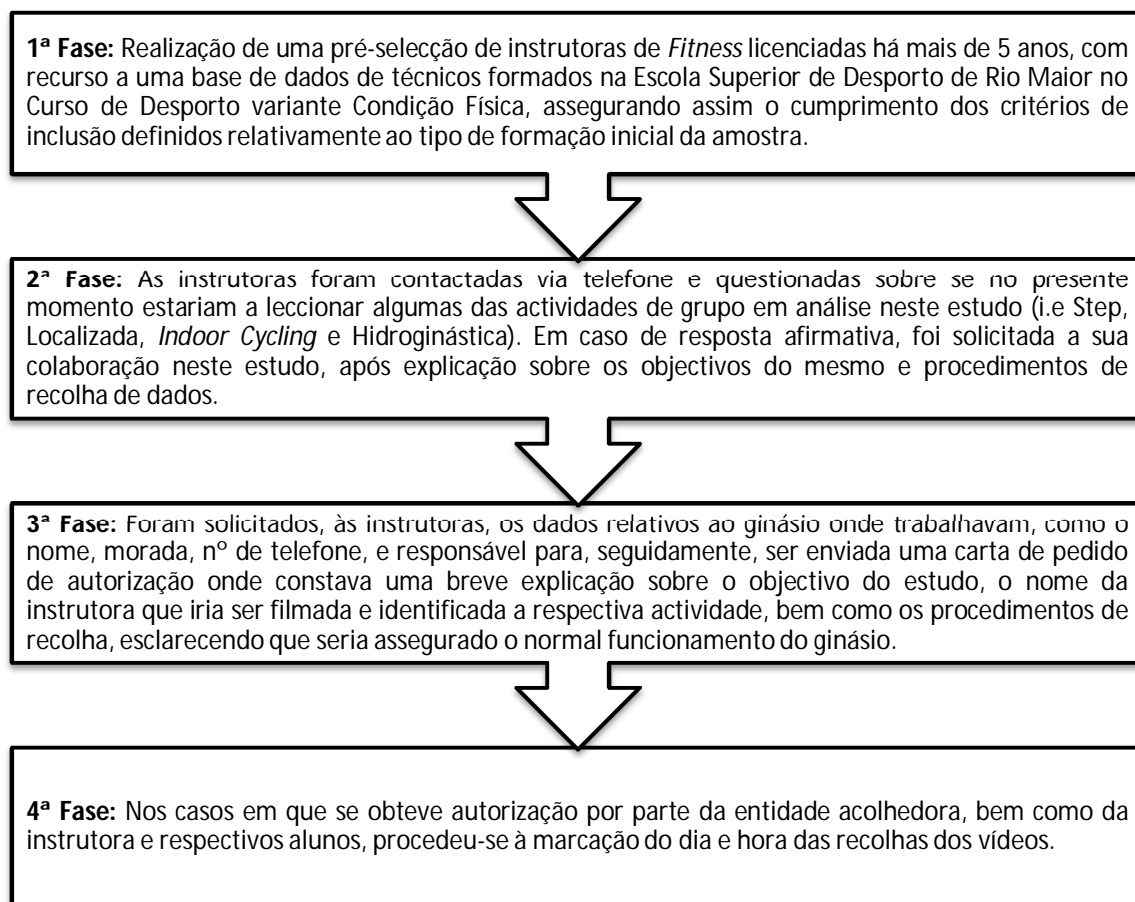 1ª Fase: Realização de uma pré-selecção de instrutoras de Fitness licenciadas há mais de 5 anos, com
recurso a uma base de dados de técnicos formados na Escola Superior de Desporto de Rio Maior no
Curso de Desporto variante Condição Física, assegurando assim o cumprimento dos critérios de
inclusão definidos relativamente ao tipo de formação inicial da amostra.
2ª Fase: As instrutoras foram contactadas via telefone e questionadas sobre se no presente
momento estariam a leccionar algumas das actividades de grupo em análise neste estudo (i.e Step,
Localizada, Indoor Cycling e Hidroginástica). Em caso de resposta afirmativa, foi solicitada a sua
colaboração neste estudo, após explicação sobre os objectivos do mesmo e procedimentos de
recolha de dados.
3ª Fase: Foram solicitados, às instrutoras, os dados relativos ao ginásio onde trabalhavam, como o
nome, morada, nº de telefone, e responsável para, seguidamente, ser enviada uma carta de pedido
de autorização onde constava uma breve explicação sobre o objectivo do estudo, o nome da
instrutora que iria ser filmada e identificada a respectiva actividade, bem como os procedimentos de
recolha, esclarecendo que seria assegurado o normal funcionamento do ginásio.
4ª Fase: Nos casos em que se obteve autorização por parte da entidade acolhedora, bem como da
instrutora e respectivos alunos, procedeu-se à marcação do dia e hora das recolhas dos vídeos.